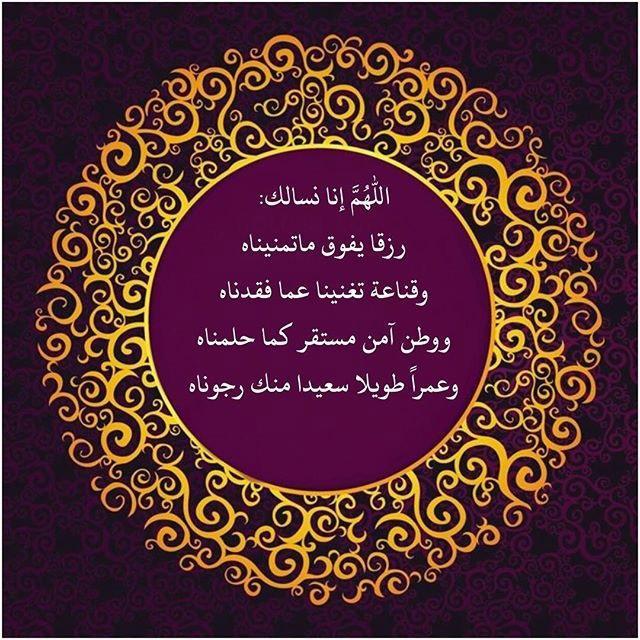 اللّٰهُمَّ إنا نسالك:
رزقا يفوق ماتمنيناه
وقناعة تغنينا عما فقدناه
ووطن آمن مستقر كما حلمناه
وعمراً طويلا سعيدا منك رجوناه